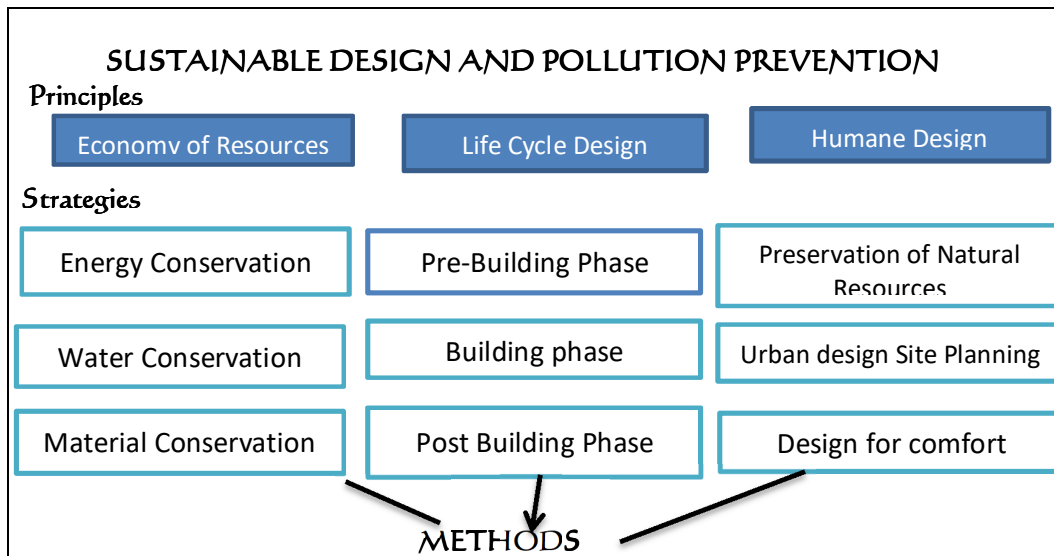 SUSTAINABLE DESIGN AND POLLUTION PREVENTION
Principles
Economy of Resources
Life Cycle Design
Humane Design
Strategies
Energy Conservation
Pre-Building Phase
Preservation of Natural
Resources
Water Conservation
Building phase
Urban design Site Planning
Material Conservation
Post Building Phase
Design for comfort
METHODS